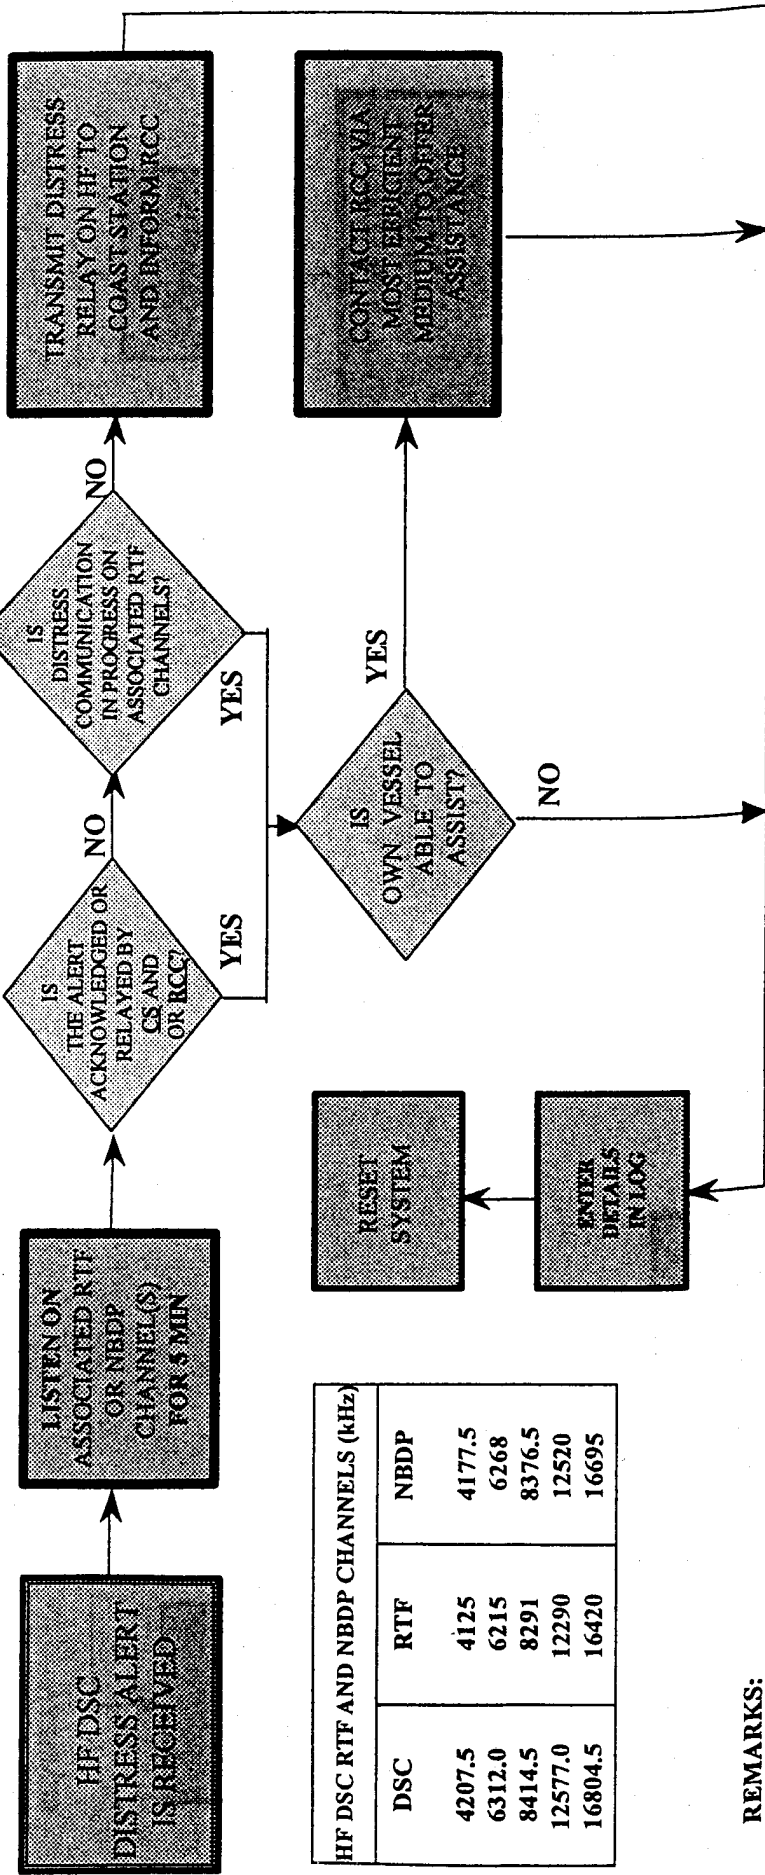 HF DSC
DISTRESS ALERT
IS RECEIVED
LISTEN ON
ASSOCIATED RTF
OR NBDP
CHANNEL(S)
FOR 5 MIN
IS
THE ALERT
ACKNOWLEDGED OR
RELAYED BY
CS AND
OR RCC?
NO
YES
IS
DISTRESS
COMMUNICATION
IN PROGRESS ON
ASSOCIATED RTF
CHANNELS?
NO
YES
TRANSMIT DISTRESS
RELAY ON HF TO
COAST STATION
AND INFORM RCC
IS
OWN VESSEL
ABLE TO
ASSIST?
YES
NO
CONTACT RCC VIA
MOST EFFICIENT
MEDIUM TO OFFER
ASSISTANCE
RESET
SYSTEM
ENTER
DETAILS
IN LOG
HF DSC RTF AND NBDP CHANNELS (kHz)
DSC RTF NBDP
4207.5 4125 4177.5
6312.0 6215 6268
8414.5 8291 8376.5
12577.0 12290 12520
16804.5 16420 16695
REMARKS: